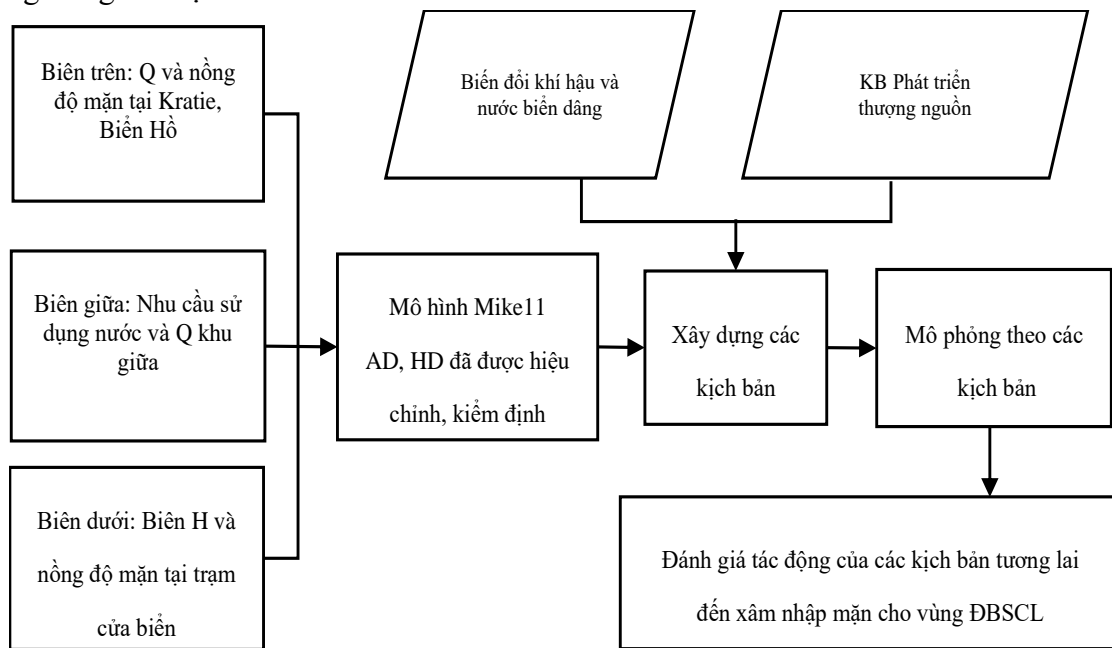 Biên trên: Q và nồng
độ mặn tại Kratie,
Biển Hồ
Biến đổi khí hậu và
nước biển dâng
KB Phát triển
thượng nguồn
Biên giữa: Nhu cầu sử
dụng nước và Q khu
giữa
Mô hình Mike11
AD, HD đã được hiệu
chỉnh, kiểm định
Xây dựng các
kịch bản
Mô phỏng theo các
kịch bản
Biên dưới: Biên H và
nồng độ mặn tại trạm
cửa biển
Đánh giá tác động của các kịch bản tương lai
đến xâm nhập mặn cho vùng ĐBSCL